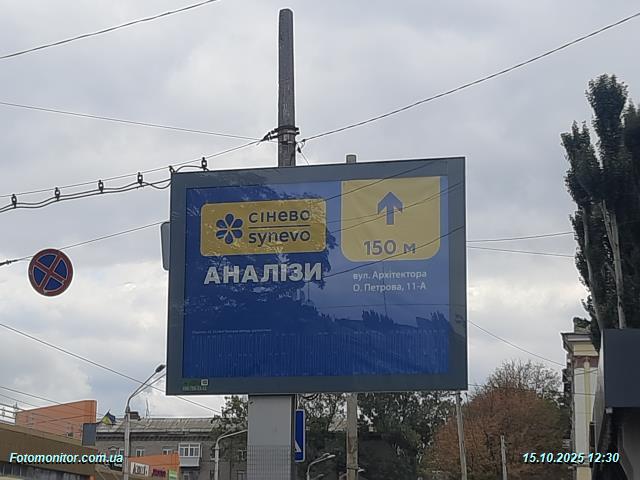 сінево
synevo
АНАЛІЗИ
150 м
вул. Архітектора
О. Петрова, 11-А
Fotomonitor.com.ua
15.10.2025 12:30